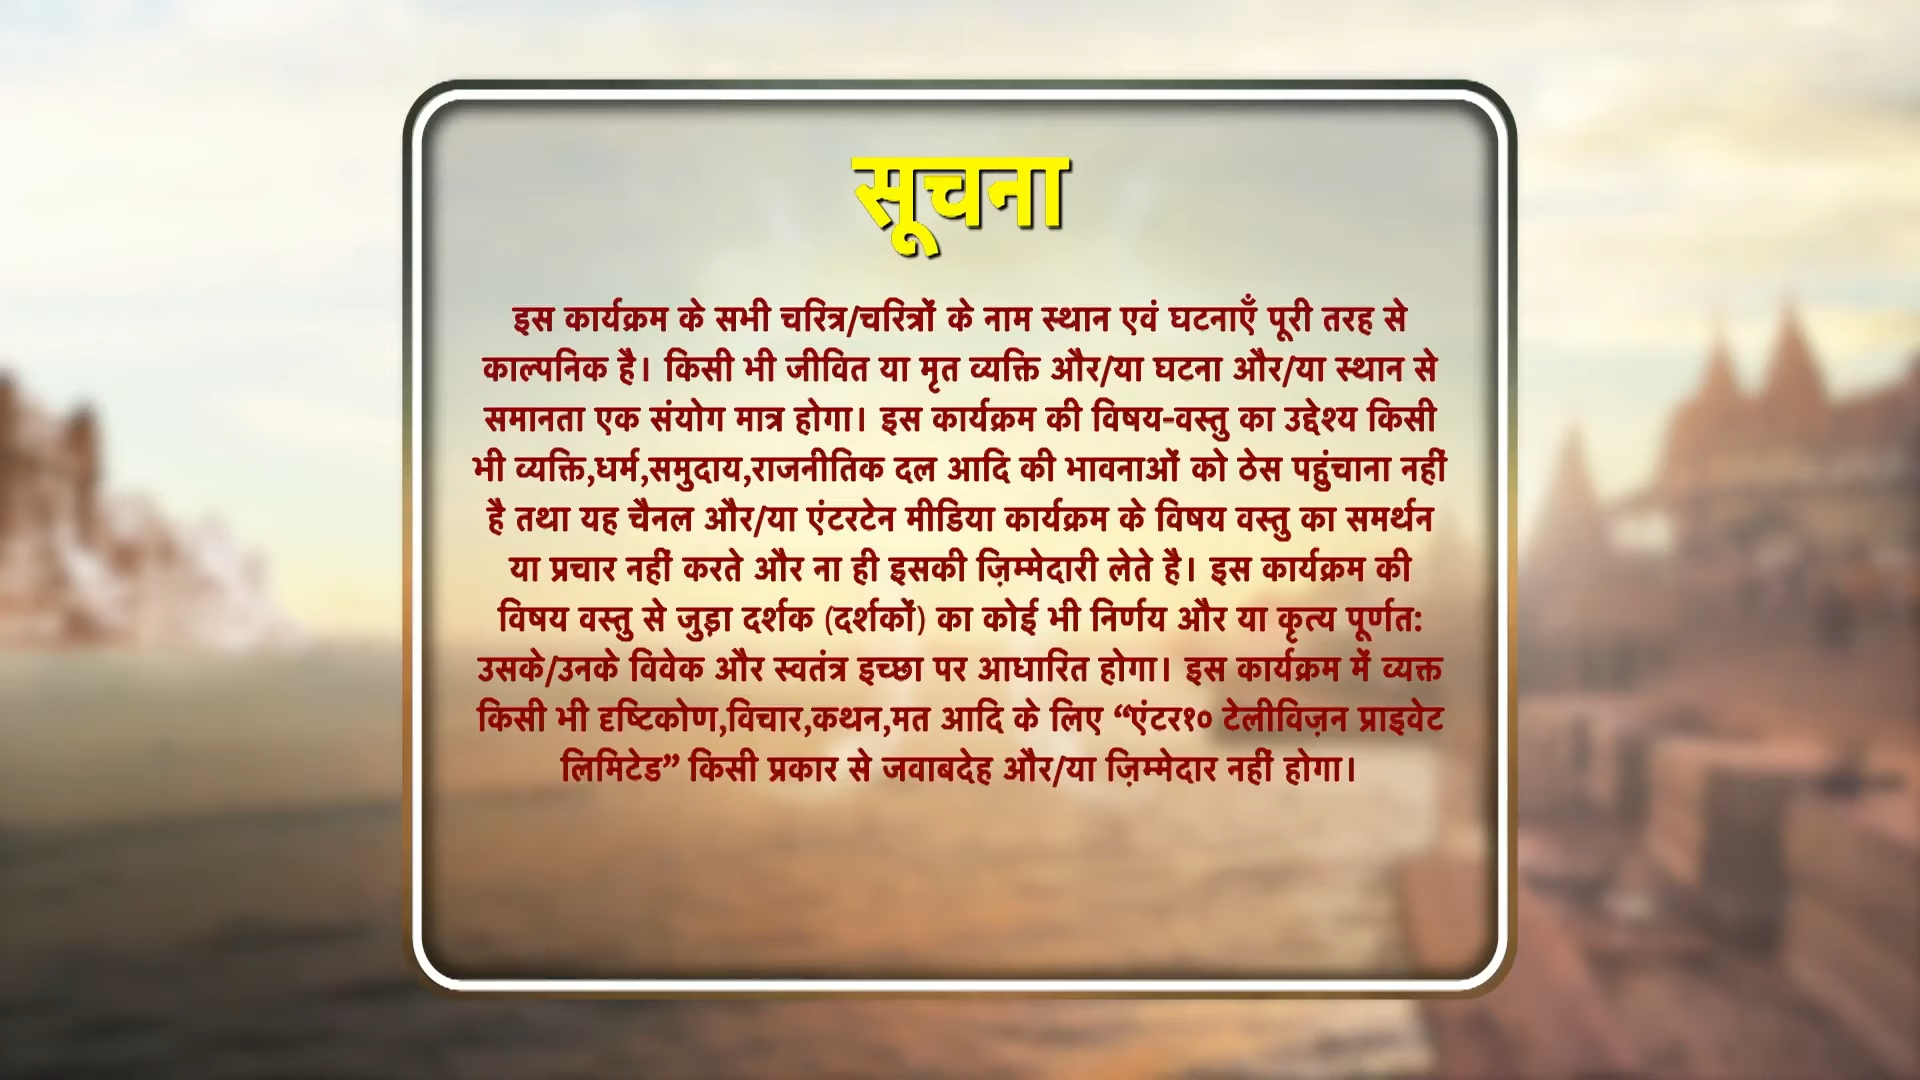 सूचना
इस कार्यक्रम के सभी चरित्र/चरित्रों के नाम स्थान एवं घटनाएँ पूरी तरह से
काल्पनिक है। किसी भी जीवित या मृत व्यक्ति और/या घटना और/या स्थान से
समानता एक संयोग मात्र होगा। इस कार्यक्रम की विषय-वस्तु का उद्देश्य किसी
भी व्यक्ति,धर्म,समुदाय,राजनीतिक दल आदि की भावनाओं को ठेस पहुंचाना नहीं
है तथा यह चैनल और/या एंटरटेन मीडिया कार्यक्रम के विषय वस्तु का समर्थन
या प्रचार नहीं करते और ना ही इसकी ज़िम्मेदारी लेते है। इस कार्यक्रम की
विषय वस्तु से जुड़ा दर्शक (दर्शकों) का कोई भी निर्णय और या कृत्य पूर्णत:
उसके/उनके विवेक और स्वतंत्र इच्छा पर आधारित होगा। इस कार्यक्रम में व्यक्त
किसी भी दृष्टिकोण,विचार,कथन,मत आदि के लिए “एंटर१० टेलीविज़न प्राइवेट
लिमिटेड” किसी प्रकार से जवाबदेह और/या ज़िम्मेदार नहीं होगा।